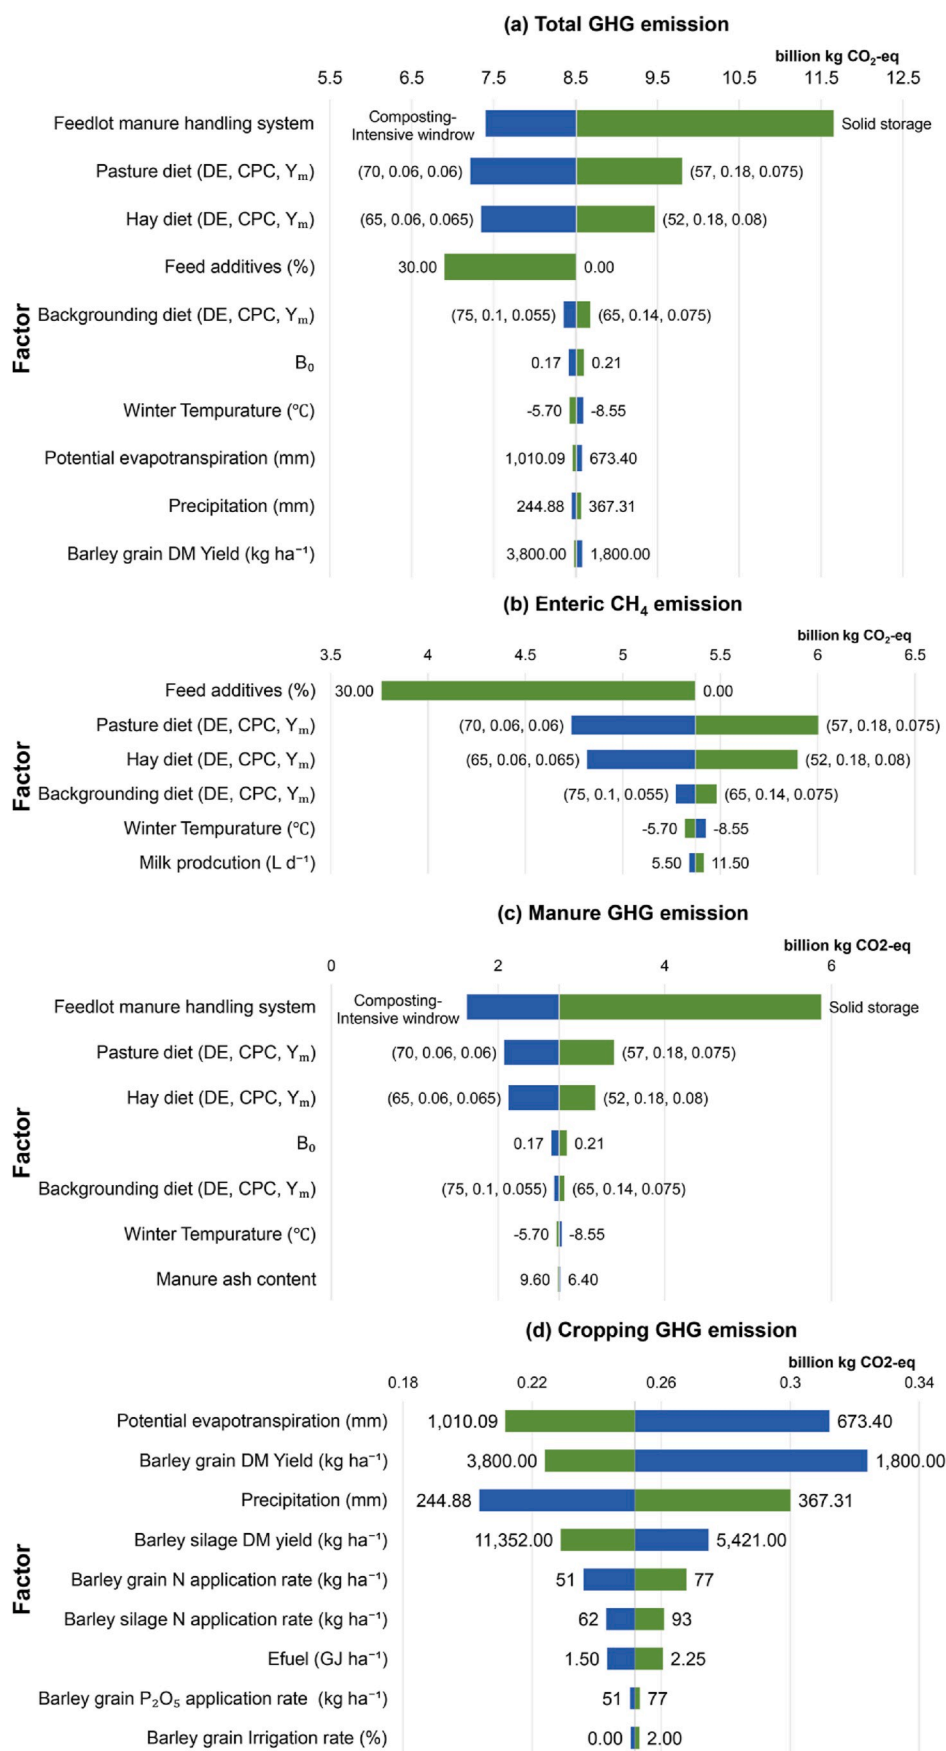 (a) Total GHG emission
billion kg CO₂-eq
5.5 6.5 7.5 8.5 9.5 10.5 11.5 12.5
Feedlot manure handling system
Composting-
Intensive windrow
Solid storage
Pasture diet (DE, CPC, Yₘ) (70, 0.06, 0.06) (57, 0.18, 0.075)
Hay diet (DE, CPC, Yₘ) (65, 0.06, 0.065) (52, 0.18, 0.08)
Feed additives (%) 30.00 0.00
Backgrounding diet (DE, CPC, Yₘ) (75, 0.1, 0.055) (65, 0.14, 0.075)
B₀ 0.17 0.21
Winter Tempurature (℃) -5.70 -8.55
Potential evapotranspiration (mm) 1,010.09 673.40
Precipitation (mm) 244.88 367.31
Barley grain DM Yield (kg ha⁻¹) 3,800.00 1,800.00
Factor
(b) Enteric CH₄ emission
billion kg CO₂-eq
3.5 4 4.5 5 5.5 6 6.5
Feed additives (%) 30.00 0.00
Pasture diet (DE, CPC, Yₘ) (70, 0.06, 0.06) (57, 0.18, 0.075)
Hay diet (DE, CPC, Yₘ) (65, 0.06, 0.065) (52, 0.18, 0.08)
Backgrounding diet (DE, CPC, Yₘ) (75, 0.1, 0.055) (65, 0.14, 0.075)
Winter Tempurature (℃) -5.70 -8.55
Milk prodcution (L d⁻¹) 5.50 11.50
Factor
(c) Manure GHG emission
billion kg CO2-eq
0 2 4 6
Feedlot manure handling system
Composting-
Intensive windrow
Solid storage
Pasture diet (DE, CPC, Yₘ) (70, 0.06, 0.06) (57, 0.18, 0.075)
Hay diet (DE, CPC, Yₘ) (65, 0.06, 0.065) (52, 0.18, 0.08)
B₀ 0.17 0.21
Backgrounding diet (DE, CPC, Yₘ) (75, 0.1, 0.055) (65, 0.14, 0.075)
Winter Tempurature (℃) -5.70 -8.55
Manure ash content 9.60 6.40
Factor
(d) Cropping GHG emission
billion kg CO2-eq
0.18 0.22 0.26 0.3 0.34
Potential evapotranspiration (mm) 1,010.09 673.40
Barley grain DM Yield (kg ha⁻¹) 3,800.00 1,800.00
Precipitation (mm) 244.88 367.31
Barley silage DM yield (kg ha⁻¹) 11,352.00 5,421.00
Barley grain N application rate (kg ha⁻¹) 51 77
Barley silage N application rate (kg ha⁻¹) 62 93
Efuel (GJ ha⁻¹) 1.50 2.25
Barley grain P₂O₅ application rate (kg ha⁻¹) 51 77
Barley grain Irrigation rate (%) 0.00 2.00
Factor